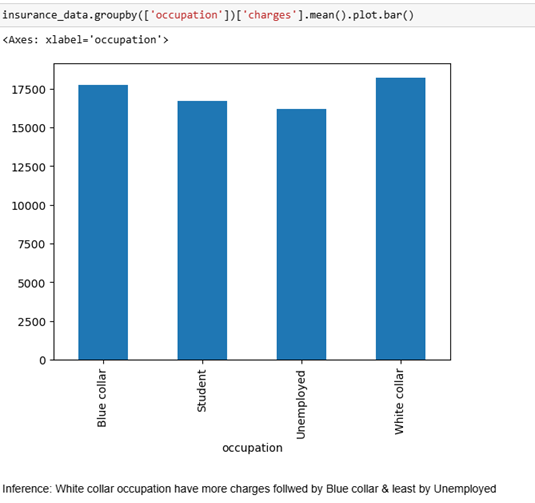 insurance_data.groupby(['occupation'])['charges'].mean().plot.bar()
<Axes: xlabel='occupation'>
17500
15000
12500
10000
7500
5000
2500
0
Blue collar
Student
Unemployed
White collar
occupation
Inference: White collar occupation have more charges follwed by Blue collar & least by Unemployed